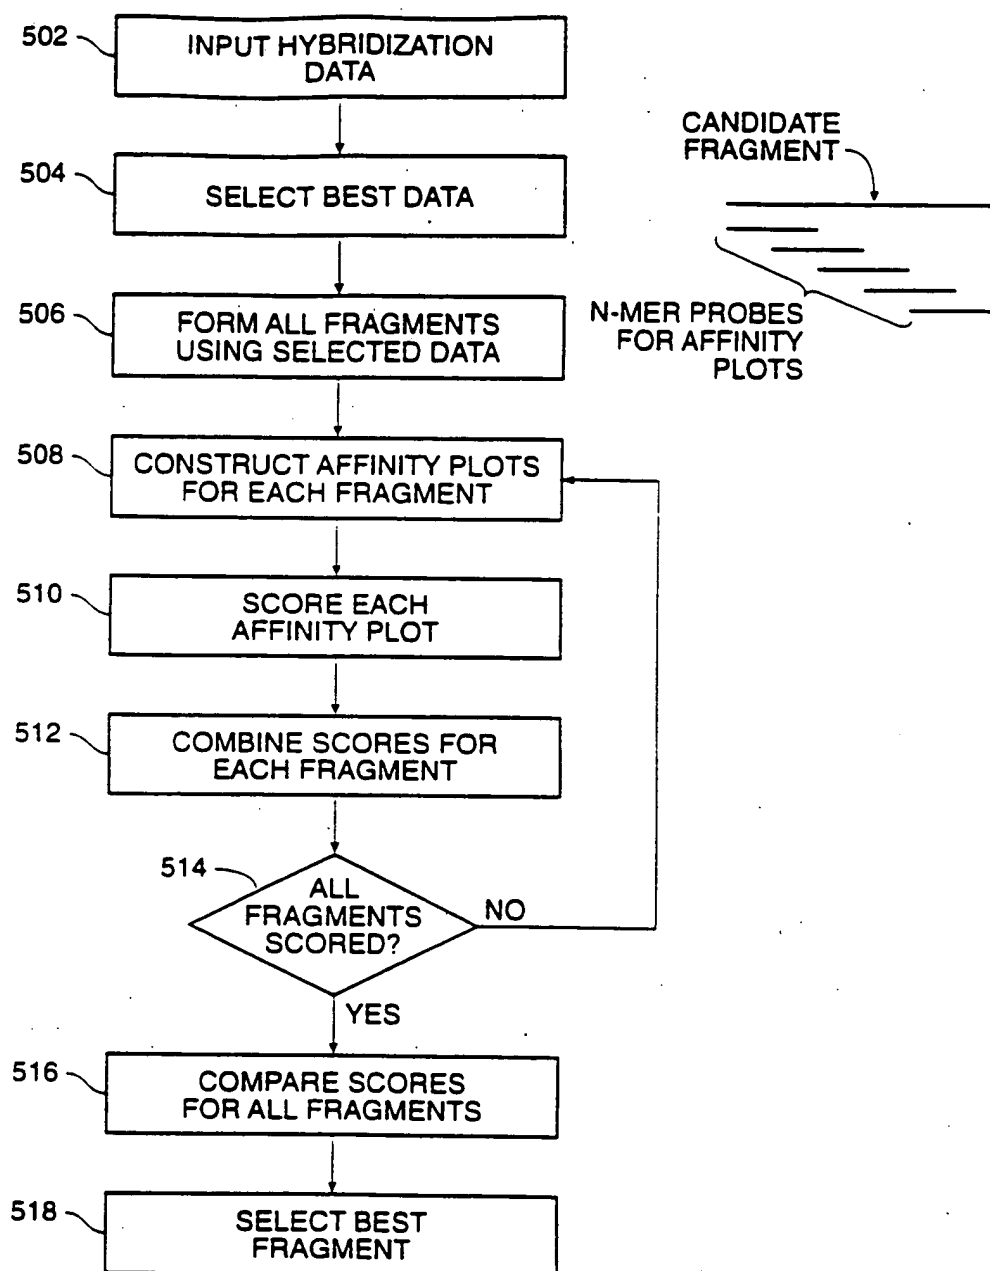 502
INPUT HYBRIDIZATION
DATA
504
SELECT BEST DATA
506
FORM ALL FRAGMENTS
USING SELECTED DATA
508
CONSTRUCT AFFINITY PLOTS
FOR EACH FRAGMENT
510
SCORE EACH
AFFINITY PLOT
512
COMBINE SCORES FOR
EACH FRAGMENT
514
ALL
FRAGMENTS
SCORED?
NO
YES
516
COMPARE SCORES
FOR ALL FRAGMENTS
518
SELECT BEST
FRAGMENT
CANDIDATE
FRAGMENT
N-MER PROBES
FOR AFFINITY
PLOTS